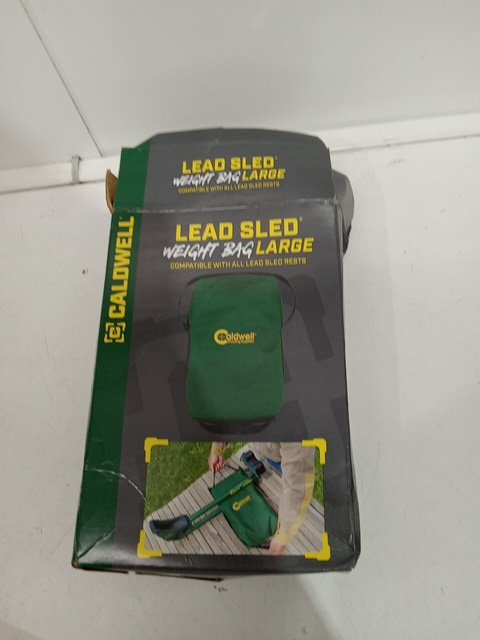 LEAD SLED
WEIGHT BAG LARGE
COMPATIBLE WITH ALL LEAD SLED RESTS
CALDWELL
LEAD SLED
WEIGHT BAG LARGE
COMPATIBLE WITH ALL LEAD SLED RESTS
Caldwell